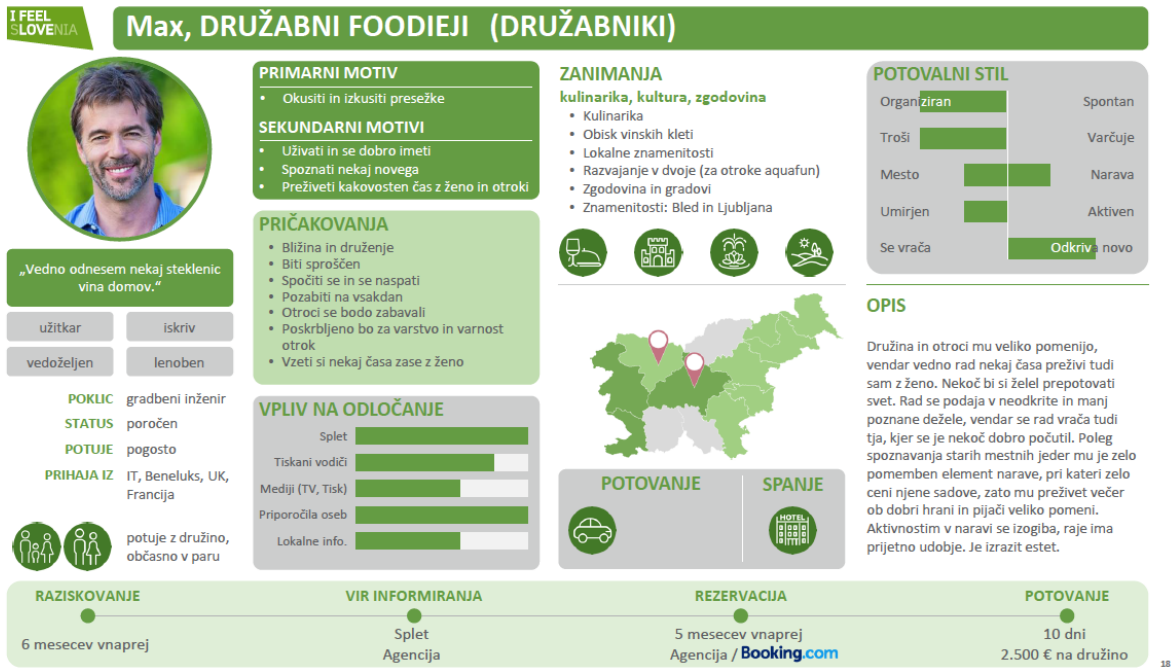 I FEEL
SLOVENIA
Max, DRUŽABNI FOODIEJI (DRUŽABNIKI)
„Vedno odnesem nekaj steklenic
vina domov.“
užitkar
iskriv
vedoželjen
lenoben
POKLIC gradbeni inženir
STATUS poročen
POTUJE pogosto
PRIHAJA IZ IT, Beneluks, UK,
Francija
potuje z družino,
občasno v paru
PRIMARNI MOTIV
• Okusiti in izkusiti presežke
SEKUNDARNI MOTIVI
• Uživati in se dobro imeti
• Spoznati nekaj novega
• Preživeti kakovosten čas z ženo in otroki
PRIČAKOVANJA
• Bližina in druženje
• Biti sproščen
• Spočiti se in se naspati
• Pozabiti na vsakdan
• Otroci se bodo zabavali
• Poskrbljeno bo za varstvo in varnost
otrok
• Vzeti si nekaj časa zase z ženo
VPLIV NA ODLOČANJE
Splet
Tiskani vodiči
Mediji (TV, Tisk)
Priporočila oseb
Lokalne info.
ZANIMANJA
kulinarika, kultura, zgodovina
• Kulinarika
• Obisk vinskih kleti
• Lokalne znamenitosti
• Razvajanje v dvoje (za otroke aquafun)
• Zgodovina in gradovi
• Znamenitosti: Bled in Ljubljana
POTOVANJE
SPANJE
HOTEL
POTOVALNI STIL
Organiziran Spontan
Troši Varčuje
Mesto Narava
Umirjen Aktiven
Se vrača Odkriva novo
OPIS
Družina in otroci mu veliko pomenijo,
vendar vedno rad nekaj časa preživi tudi
sam z ženo. Nekoč bi si želel prepotovati
svet. Rad se podaja v neodkrite in manj
poznane dežele, vendar se rad vrača tudi
tja, kjer se je nekoč dobro počutil. Poleg
spoznavanja starih mestnih jeder mu je zelo
pomemben element narave, pri kateri zelo
ceni njene sadove, zato mu preživet večer
ob dobri hrani in pijači veliko pomeni.
Aktivnostim v naravi se izogiba, raje ima
prijetno udobje. Je izrazit estet.
RAZISKOVANJE
6 mesecev vnaprej
VIR INFORMIRANJA
Splet
Agencija
REZERVACIJA
5 mesecev vnaprej
Agencija / Booking.com
POTOVANJE
10 dni
2.500 € na družino
18